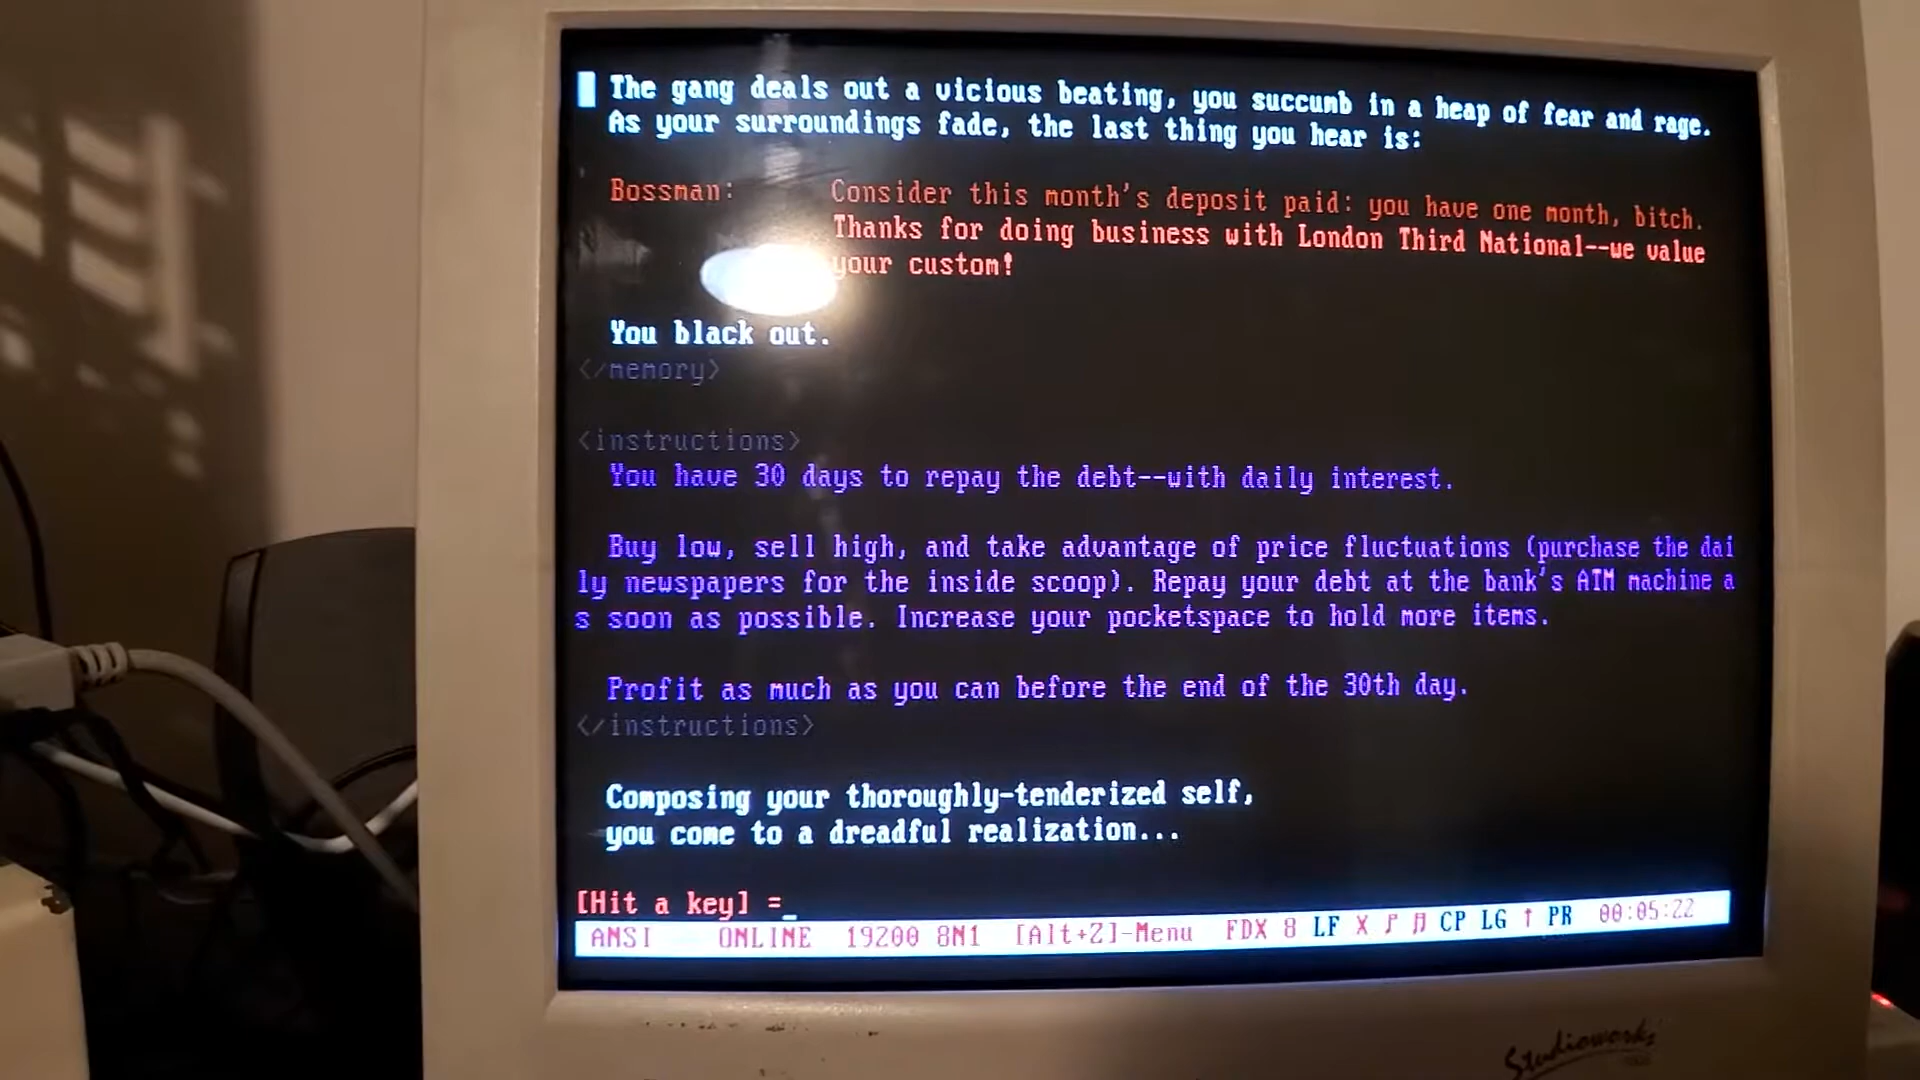 The gang deals out a vicious beating, you succumb in a heap of fear and rage.
As your surroundings fade, the last thing you hear is:
Bossman: Consider this month's deposit paid: you have one month, bitch.
Thanks for doing business with London Third National--we value
your custom!
You black out.
</memory>
<instructions>
You have 30 days to repay the debt--with daily interest.
Buy low, sell high, and take advantage of price fluctuations (purchase the dai
ly newspapers for the inside scoop). Repay your debt at the bank's ATM machine a
s soon as possible. Increase your pocketspace to hold more items.
Profit as much as you can before the end of the 30th day.
</instructions>
Composing your thoroughly-tenderized self,
you come to a dreadful realization...
[Hit a key] =_
ANSI ONLINE 19200 8N1 [Alt+Z]-Menu FDX 8 LF X ♪ ♫ CP LG ↑ PR 00:05:22
Studioworks